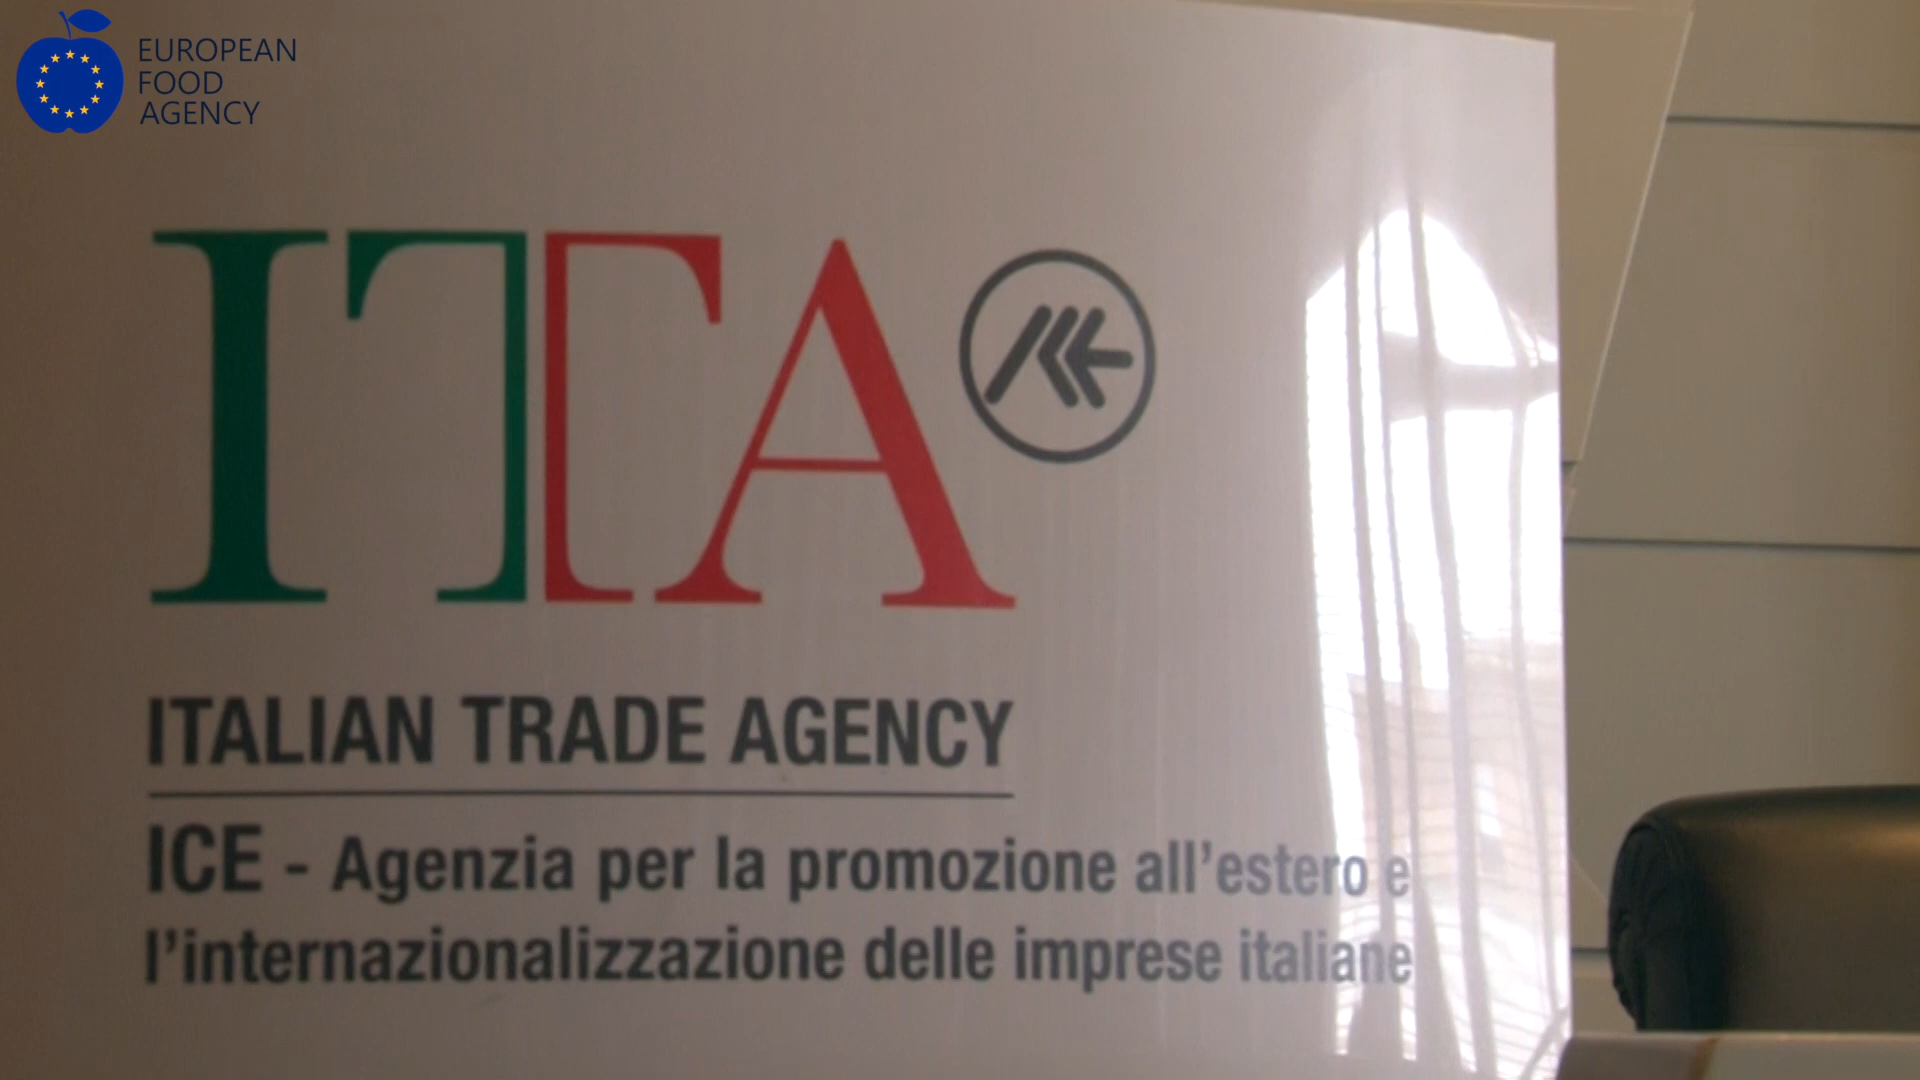 EUROPEAN
FOOD
AGENCY
ITA
ITALIAN TRADE AGENCY
ICE - Agenzia per la promozione all'estero e
l'internazionalizzazione delle imprese italiane